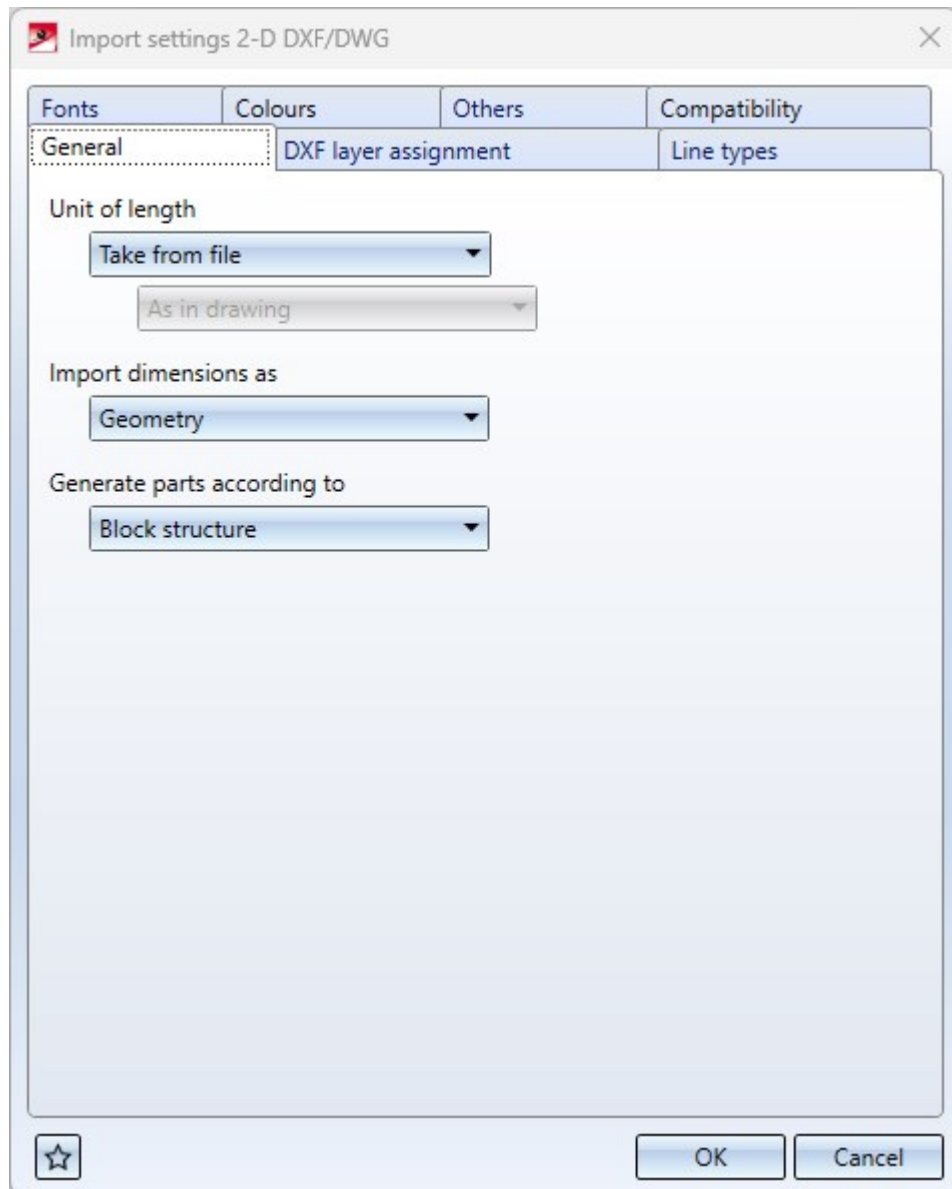 Import settings 2-D DXF/DWG
Fonts Colours Others Compatibility
General DXF layer assignment Line types
Unit of length
Take from file
As in drawing
Import dimensions as
Geometry
Generate parts according to
Block structure
OK Cancel